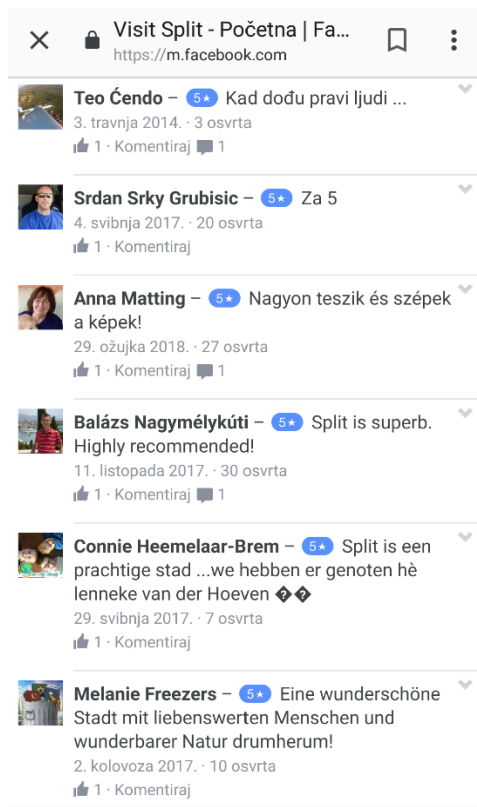 Visit Split - Početna | Fa...
https://m.facebook.com
Teo Ćendo – 5★ Kad dođu pravi ljudi ...
3. travnja 2014. · 3 osvrta
1 · Komentiraj 1
Srdan Srky Grubisic – 5★ Za 5
4. svibnja 2017. · 20 osvrta
1 · Komentiraj
Anna Matting – 5★ Nagyon teszik és szépek
a képek!
29. ožujka 2018. · 27 osvrta
1 · Komentiraj 1
Balázs Nagymélykúti – 5★ Split is superb.
Highly recommended!
11. listopada 2017. · 30 osvrta
1 · Komentiraj 1
Connie Heemelaar-Brem – 5★ Split is een
prachtige stad ...we hebben er genoten hè
lenneke van der Hoeven ��
29. svibnja 2017. · 7 osvrta
1 · Komentiraj
Melanie Freezers – 5★ Eine wunderschöne
Stadt mit liebenswerten Menschen und
wunderbarer Natur drumherum!
2. kolovoza 2017. · 10 osvrta
1 · Komentiraj